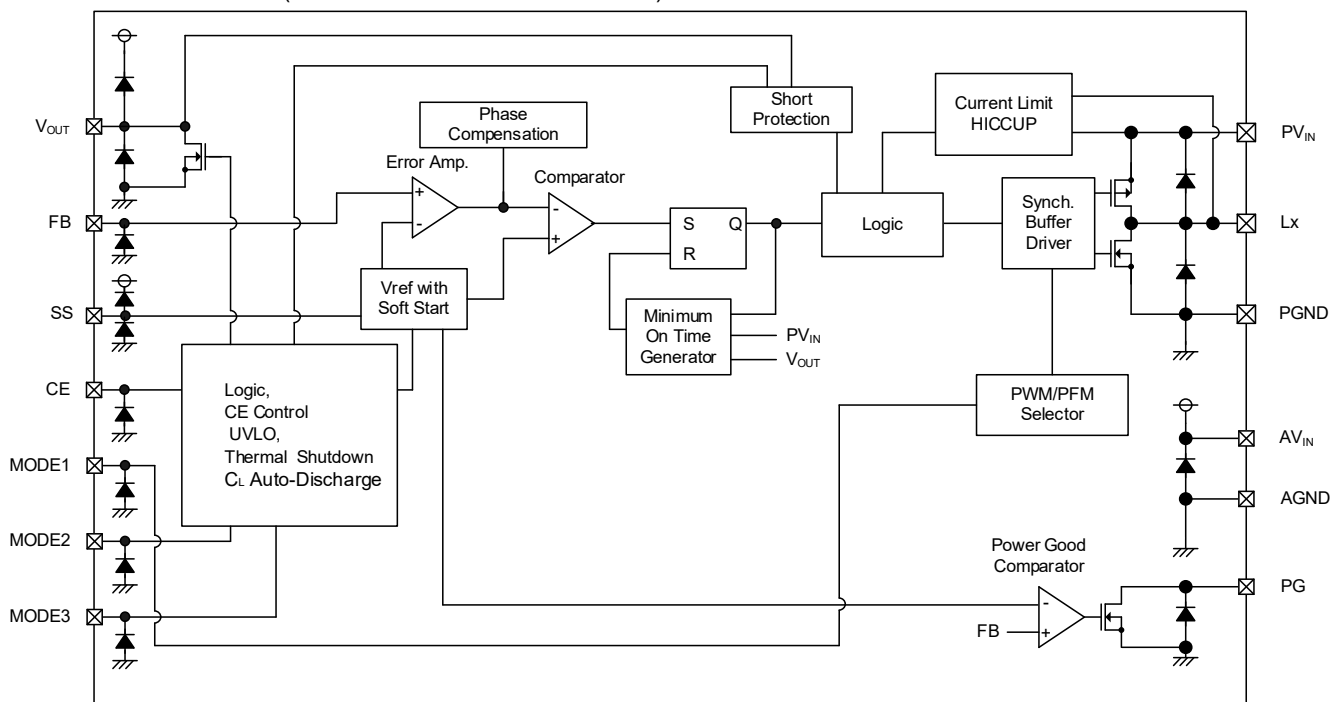 Short
Protection
Current Limit
HICCUP
Phase
Compensation
VOUT
PVIN
Error Amp.
Comparator
+
-
-
+
FB
S
Q
R
Logic
Synch.
Buffer
Driver
Lx
Vref with
Soft Start
SS
Minimum
On Time
Generator
PVIN
VOUT
PGND
CE
Logic,
CE Control
UVLO,
Thermal Shutdown
CL Auto-Discharge
PWM/PFM
Selector
AVIN
MODE1
AGND
MODE2
Power Good
Comparator
PG
MODE3
-
FB
+